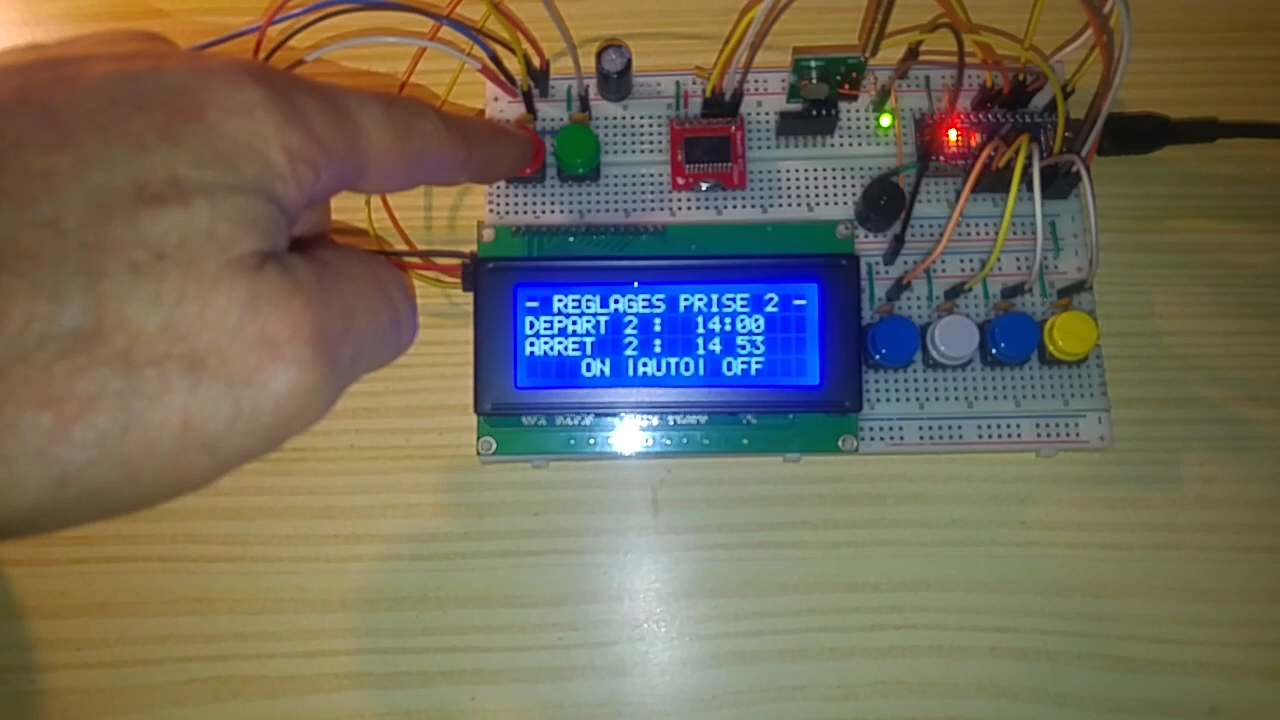 - REGLAGES PRISE 2 -
DEPART 2 : 14:00
ARRET 2 : 14 53
ON |AUTO| OFF